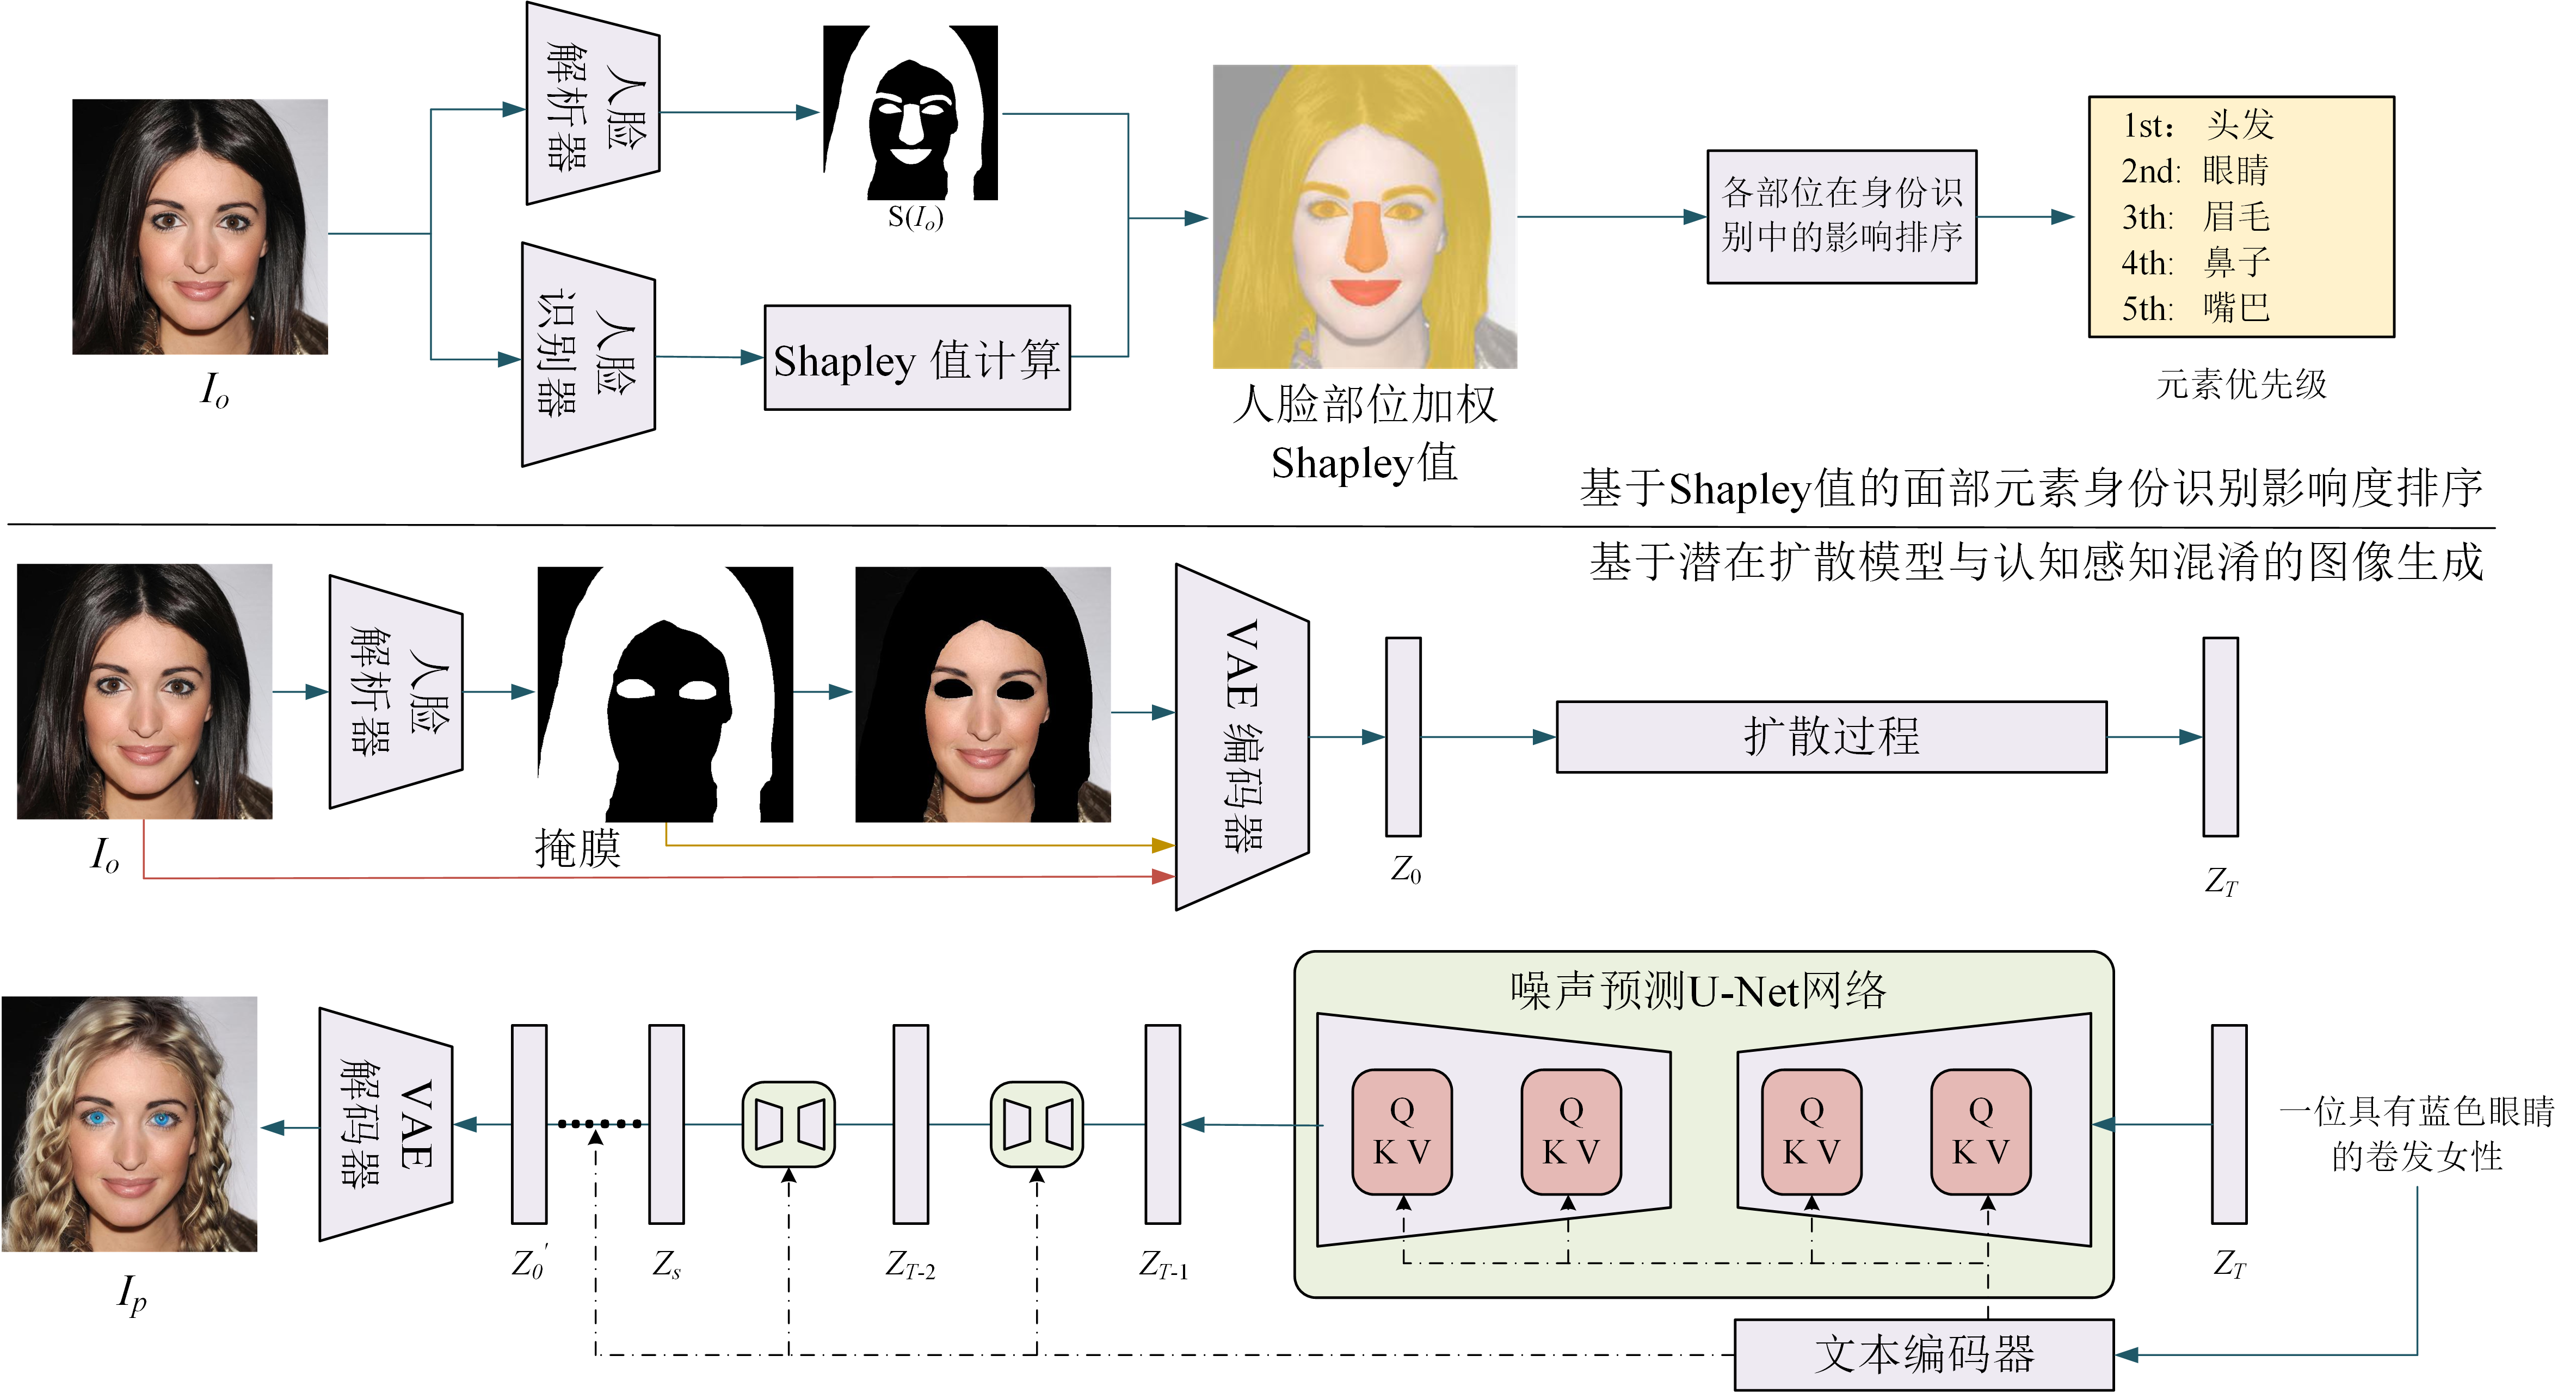 人脸
解析器
S(Iₒ)
Iₒ
人脸
识别器
Shapley 值计算
人脸部位加权
Shapley值
各部位在身份识
别中的影响排序
1st： 头发
2nd: 眼睛
3th: 眉毛
4th: 鼻子
5th: 嘴巴
元素优先级
基于Shapley值的面部元素身份识别影响度排序
基于潜在扩散模型与认知感知混淆的图像生成
Iₒ
人脸
解析器
掩膜
VAE 编码器
Z₀
扩散过程
Z_T
噪声预测U-Net网络
Q
K V
Q
K V
Q
K V
Q
K V
一位具有蓝色眼睛
的卷发女性
Z_T
文本编码器
Z_{T-1}
Z_{T-2}
Z_s
Z₀′
VAE
解码器
I_p